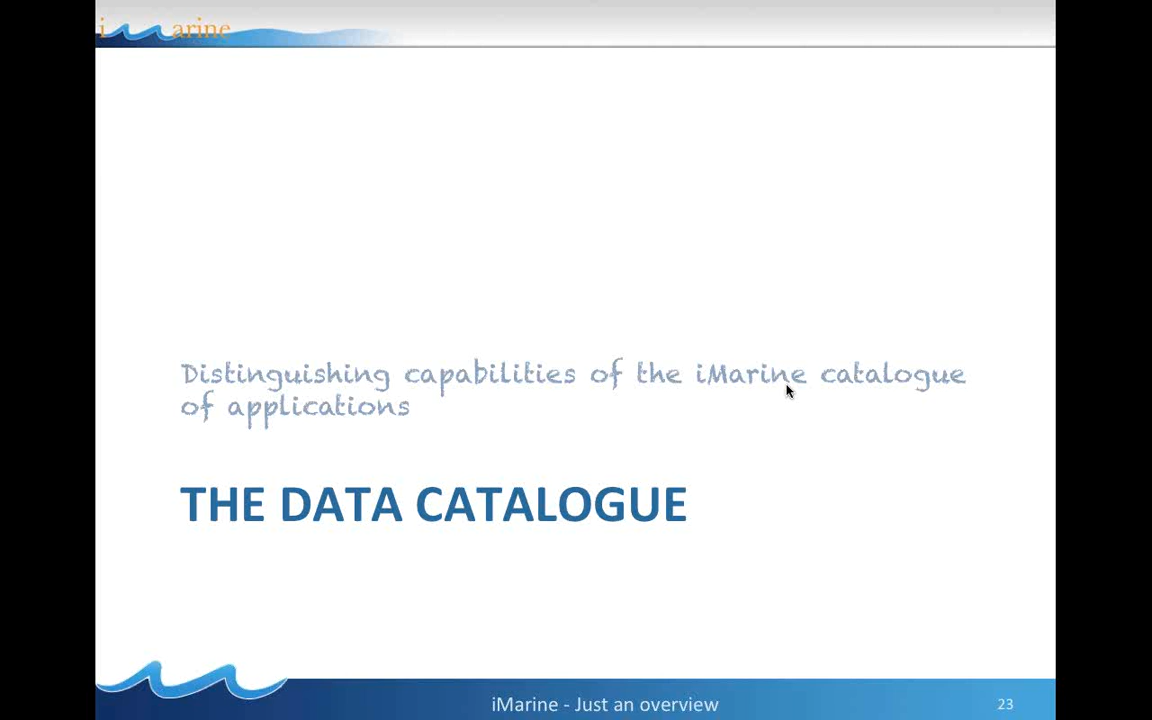 iMarine
Distinguishing capabilities of the iMarine catalogue
of applications
THE DATA CATALOGUE
iMarine - Just an overview
23